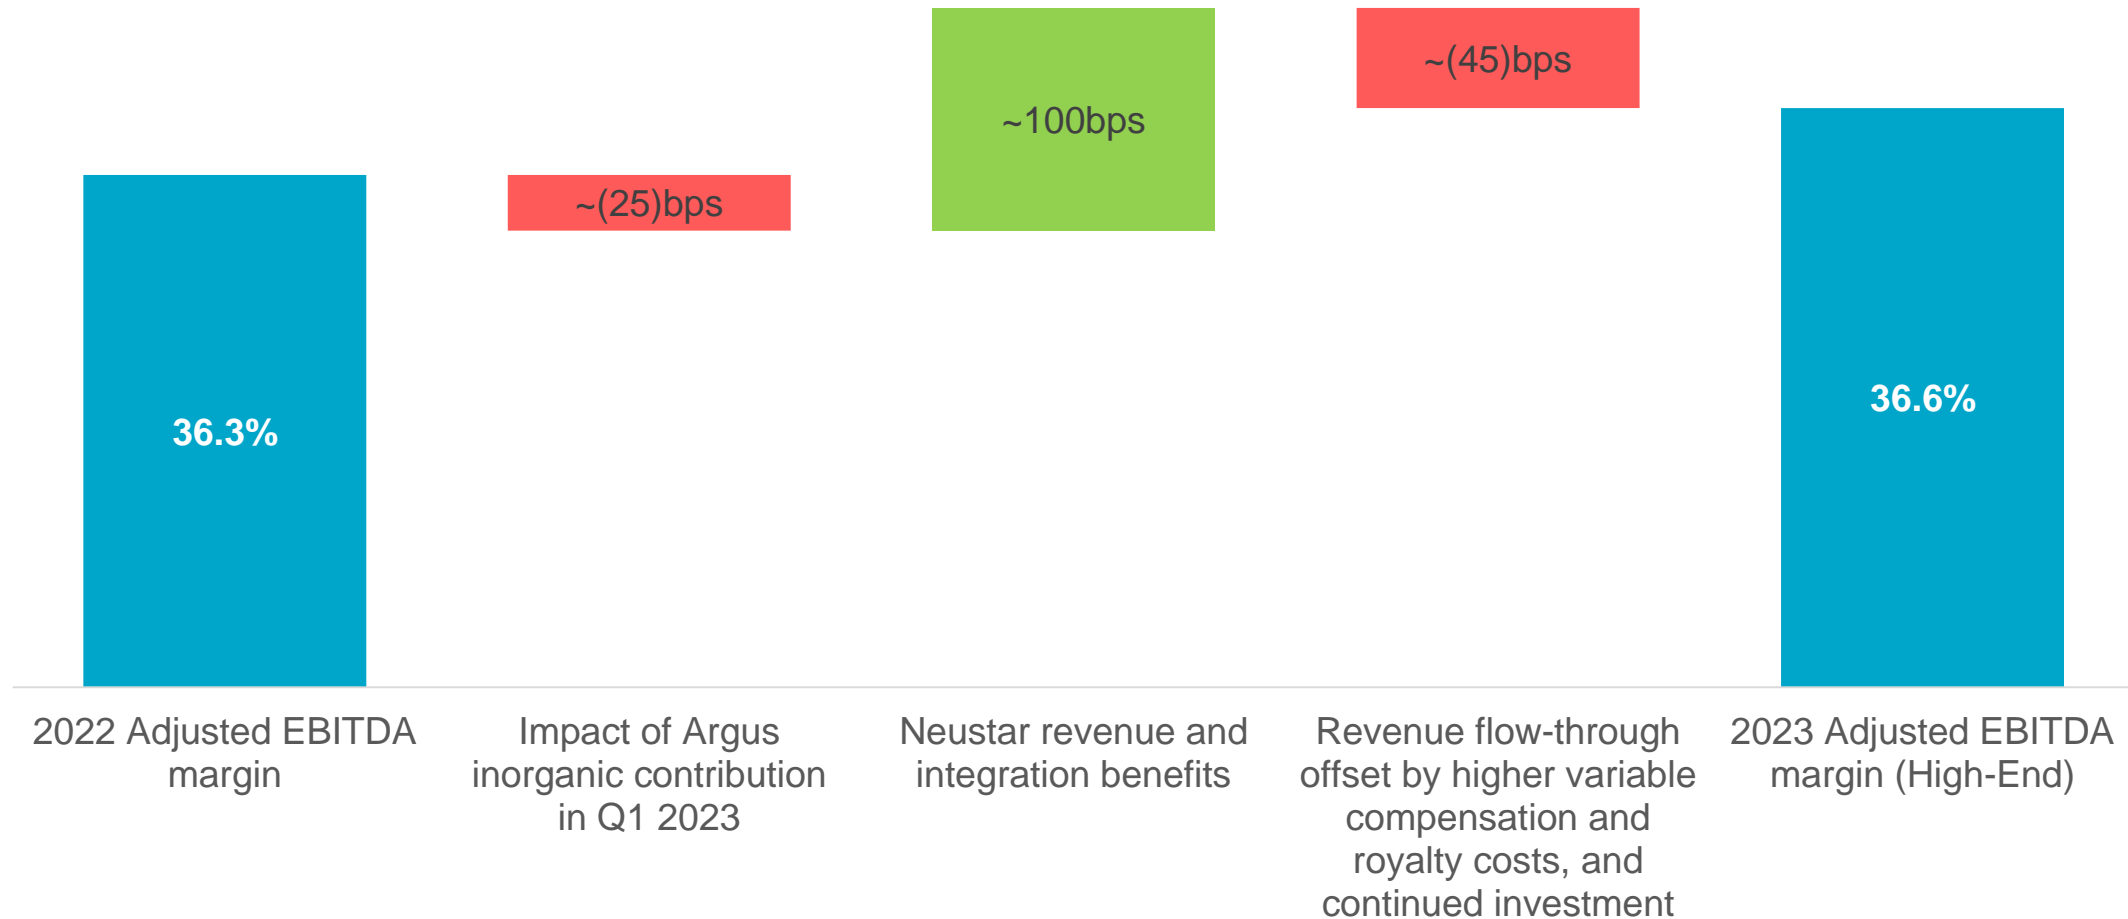 ~(45)bps
~100bps
~(25)bps
36.3%
36.6%
2022 Adjusted EBITDA
margin
Impact of Argus
inorganic contribution
in Q1 2023
Neustar revenue and
integration benefits
Revenue flow-through
offset by higher variable
compensation and
royalty costs, and
continued investment
2023 Adjusted EBITDA
margin (High-End)